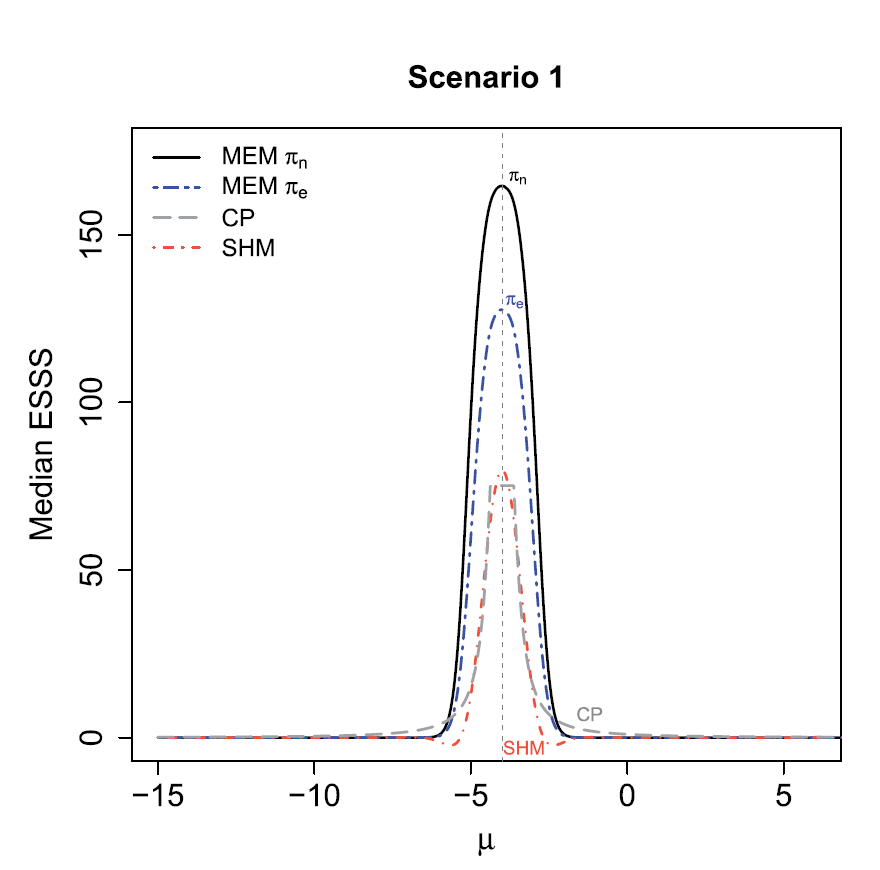 Scenario 1
MEM πn
MEM πe
CP
SHM
πn
πe
CP
SHM
Median ESSS
0
50
100
150
−15
−10
−5
0
5
μ